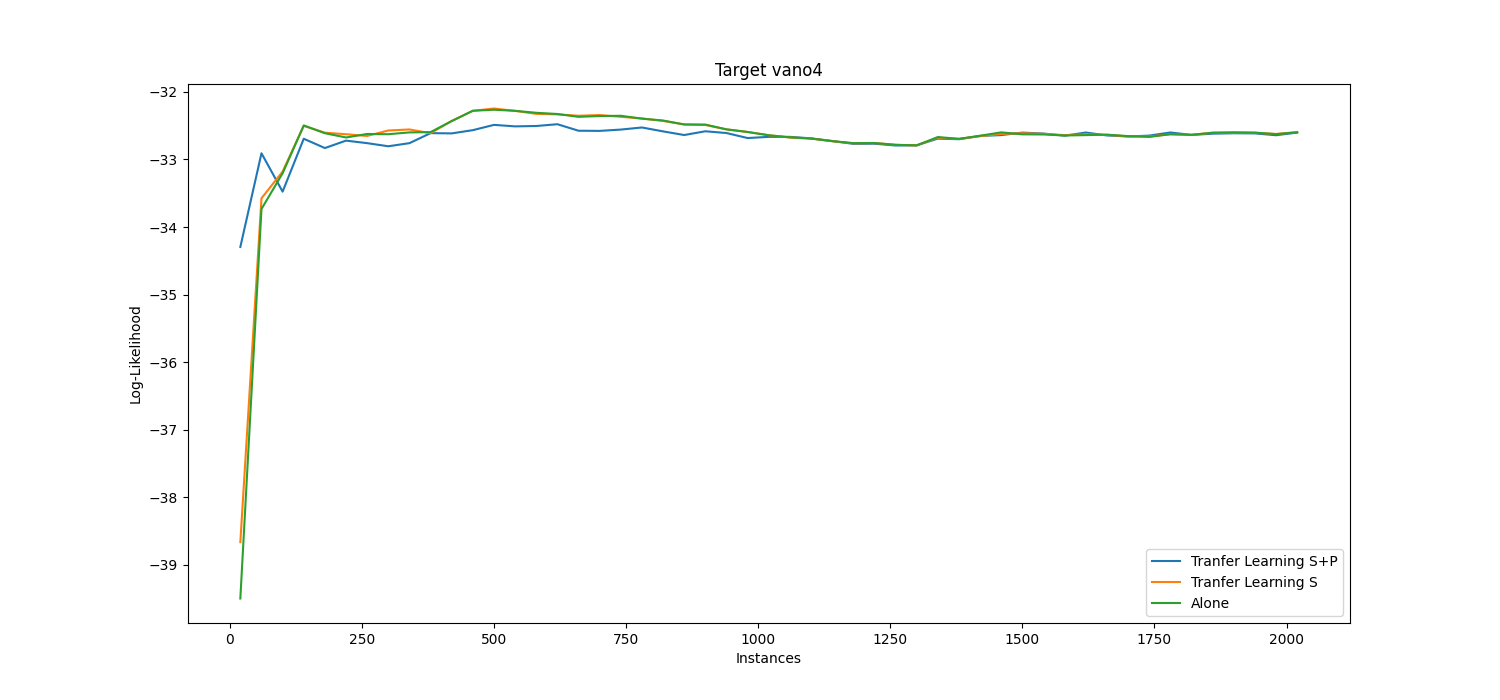 Target vano4
Log-Likelihood
−32
−33
−34
−35
−36
−37
−38
−39
0
250
500
750
1000
1250
1500
1750
2000
Instances
Tranfer Learning S+P
Tranfer Learning S
Alone